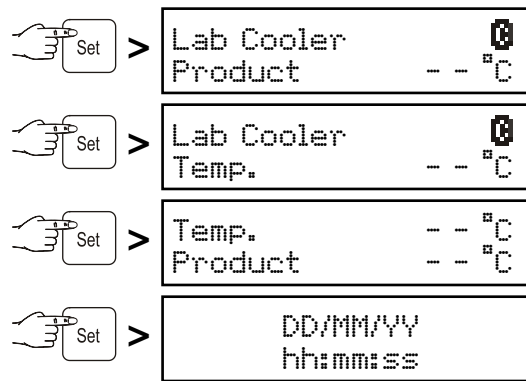 Set > Lab Cooler
Product -- °C
Set > Lab Cooler
Temp. -- °C
Set > Temp. -- °C
Product -- °C
Set > DD/MM/YY
hh:mm:ss